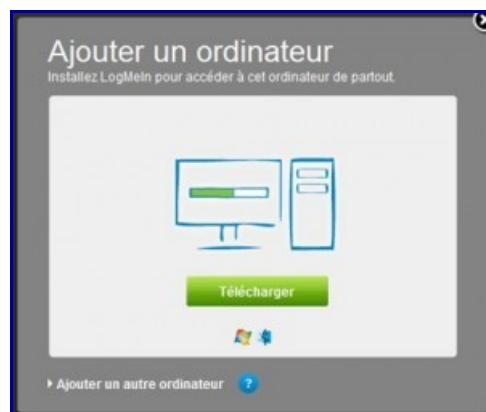 Ajouter un ordinateur
Installez LogMeIn pour accéder à cet ordinateur de partout.
Télécharger
Ajouter un autre ordinateur ?